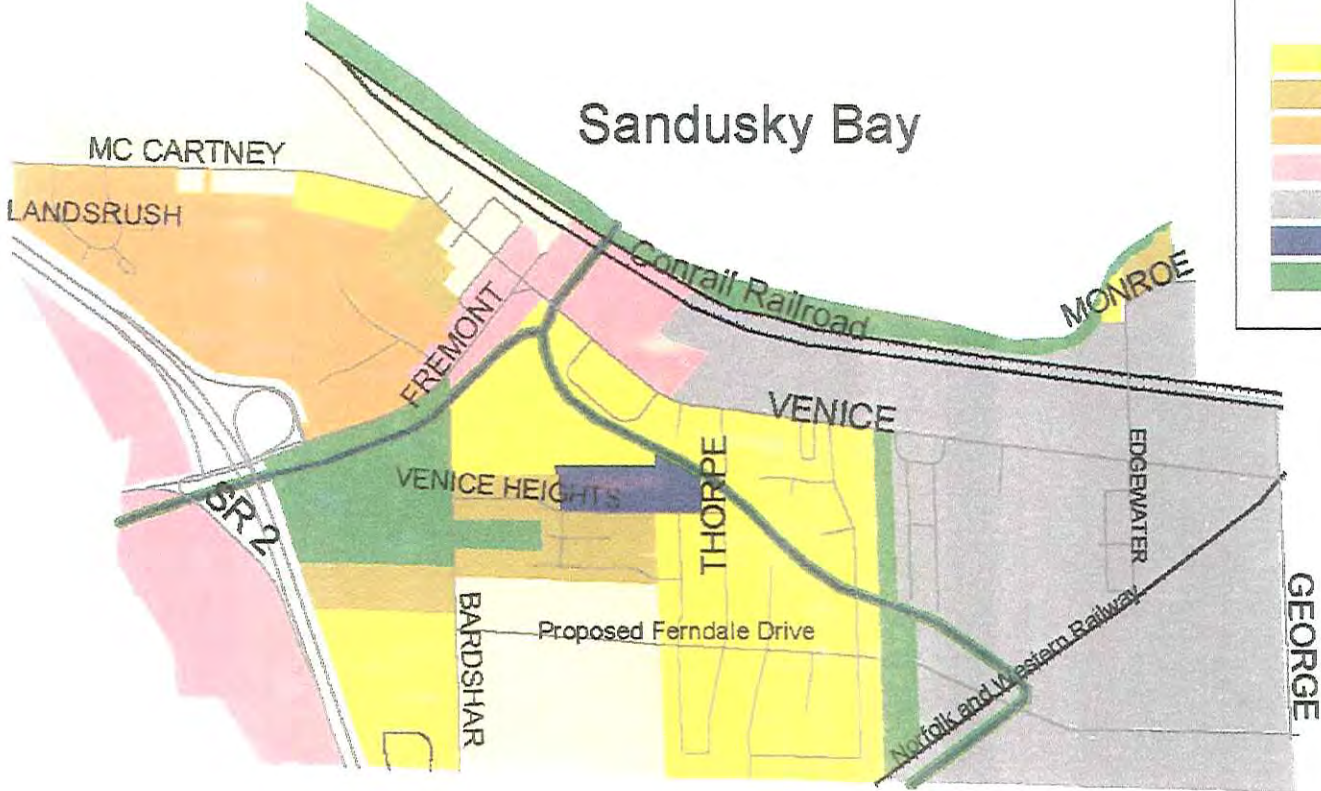 Sandusky Bay
MC CARTNEY
LANDSRUSH
MONROE
Conrail Railroad
FREMONT
VENICE
EDGEWATER
THORPE
VENICE HEIGHTS
SR 2
GEORGE
BARDSHAR
Proposed Ferndale Drive
Norfolk and Western Railway